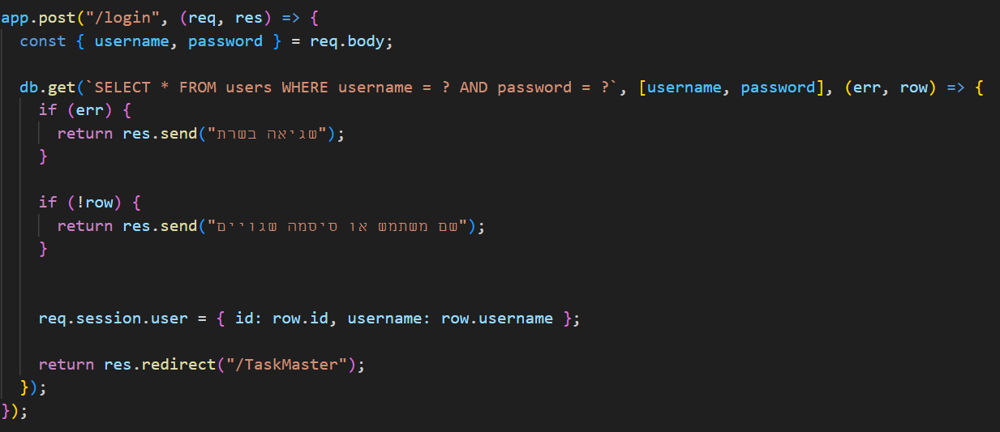 app.post("/login", (req, res) => {
const { username, password } = req.body;
db.get(`SELECT * FROM users WHERE username = ? AND password = ?`, [username, password], (err, row) => {
if (err) {
return res.send("שגיאה בשרת");
}
if (!row) {
return res.send("שם משתמש או סיסמה שגויים");
}
req.session.user = { id: row.id, username: row.username };
return res.redirect("/TaskMaster");
});
});